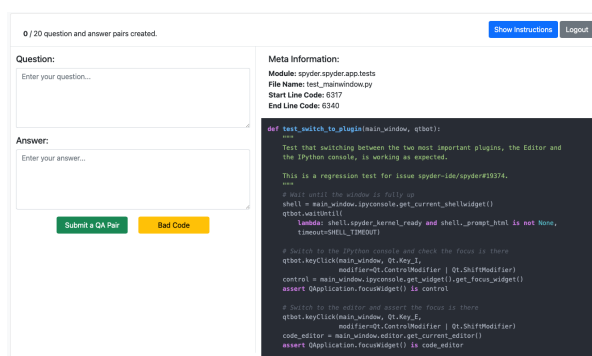 0 / 20 question and answer pairs created.
Show Instructions
Logout
Question:
Enter your question...
Answer:
Enter your answer...
Submit a QA Pair
Bad Code
Meta Information:
Module: spyder.spyder.app.tests
File Name: test_mainwindow.py
Start Line Code: 6317
End Line Code: 6340
def test_switch_to_plugin(main_window, qtbot):
"""
Test that switching between the two most important plugins, the Editor and
the IPython console, is working as expected.
This is a regression test for issue spyder-ide/spyder#19374.
"""
# Wait until the window is fully up
shell = main_window.ipyconsole.get_current_shellwidget()
qtbot.waitUntil(
lambda: shell.spyder_kernel_ready and shell._prompt_html is not None,
timeout=SHELL_TIMEOUT)
# Switch to the IPython console and check the focus is there
qtbot.keyClick(main_window, Qt.Key_I,
modifier=Qt.ControlModifier | Qt.ShiftModifier)
control = main_window.ipyconsole.get_widget().get_focus_widget()
assert QApplication.focusWidget() is control
# Switch to the editor and assert the focus is there
qtbot.keyClick(main_window, Qt.Key_E,
modifier=Qt.ControlModifier | Qt.ShiftModifier)
code_editor = main_window.editor.get_current_editor()
assert QApplication.focusWidget() is code_editor